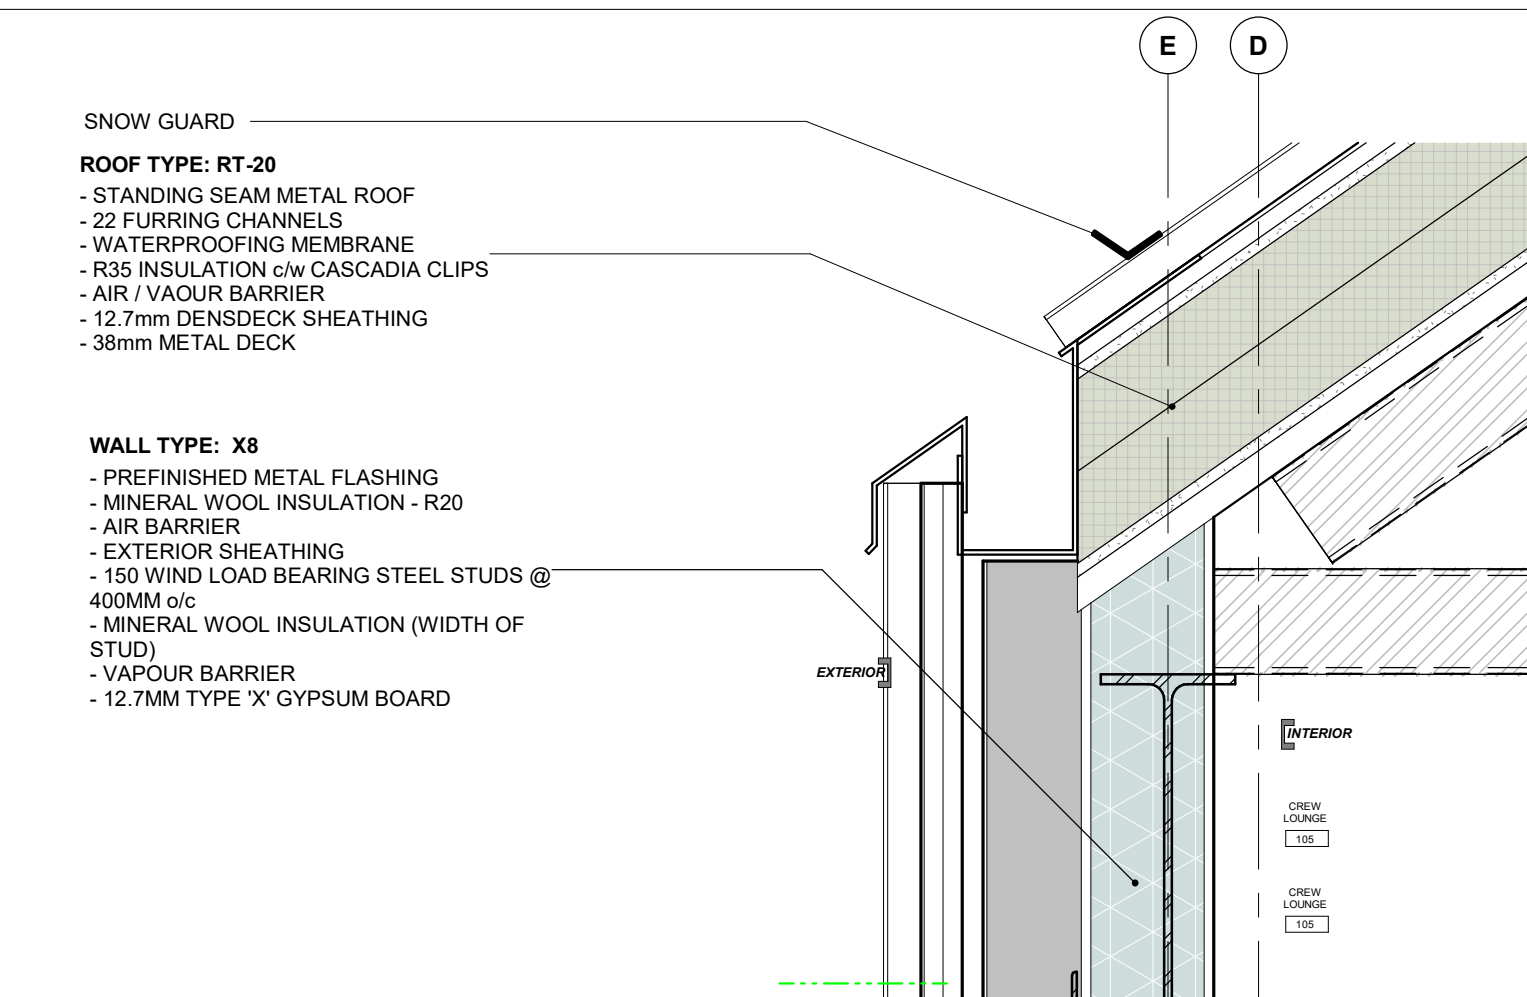 E D
SNOW GUARD
ROOF TYPE: RT-20
- STANDING SEAM METAL ROOF
- 22 FURRING CHANNELS
- WATERPROOFING MEMBRANE
- R35 INSULATION c/w CASCADIA CLIPS
- AIR / VAOUR BARRIER
- 12.7mm DENSDECK SHEATHING
- 38mm METAL DECK
WALL TYPE: X8
- PREFINISHED METAL FLASHING
- MINERAL WOOL INSULATION - R20
- AIR BARRIER
- EXTERIOR SHEATHING
- 150 WIND LOAD BEARING STEEL STUDS @
400MM o/c
- MINERAL WOOL INSULATION (WIDTH OF
STUD)
- VAPOUR BARRIER
- 12.7MM TYPE 'X' GYPSUM BOARD
EXTERIOR
INTERIOR
CREW
LOUNGE
105
CREW
LOUNGE
105